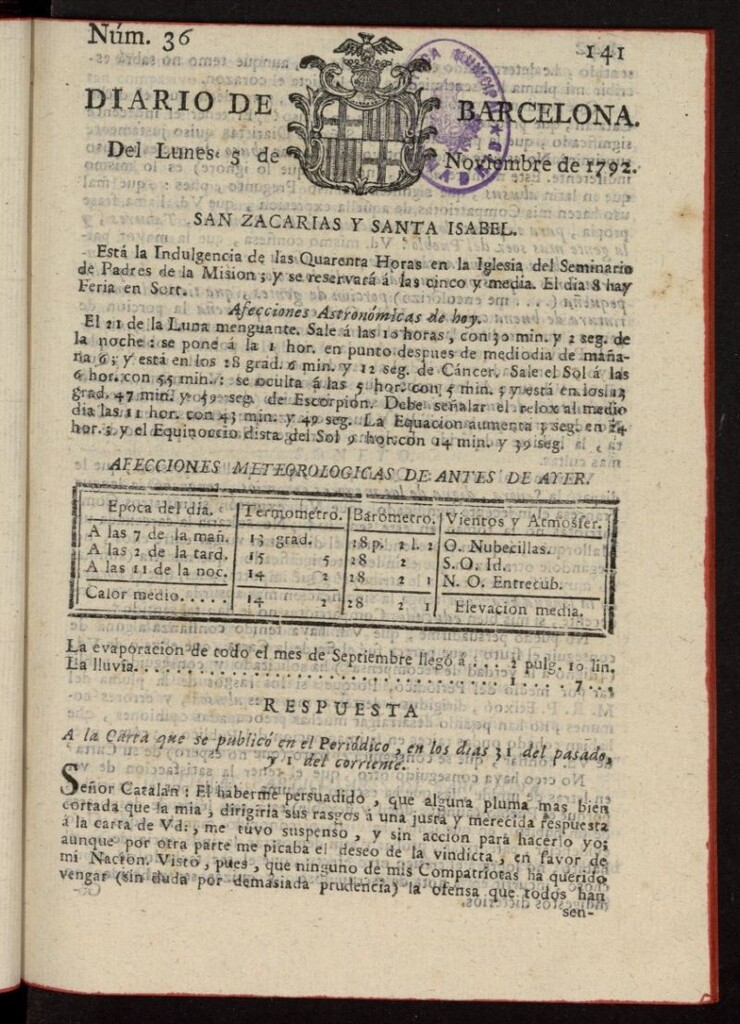 Núm. 36
141
DIARIO DE BARCELONA.
Del Lunes 5 de Noviembre de 1792.
SAN ZACARIAS Y SANTA ISABEL.
Está la Indulgencia de las Quarenta Horas en la Iglesia del Seminario
de Padres de la Mision; y se reservará á las cinco y media. El dia 8 hay
Feria en Sort.
Afecciones Astronómicas de hoy.
El 21 de la Luna menguante. Sale á las 10 horas, con 30 min. y 2 seg. de
la noche: se pone á la 1 hor. en punto despues de mediodia de maña-
na 6; y está en los 28 grad. 6 min. y 12 seg. de Cáncer. Sale el Sol á las
6 hor. con 55 min.: se oculta á las 5 hor. con 5 min.; y está en los 13
grad. 47 min. y 59 seg. de Escorpión. Debe señalar el relox al medio
dia las 11 hor. con 43 min. y 49 seg. La Equacion aumenta 3 seg. en 24
hor.; y el Equinoccio dista del Sol 9 hor. con 14 min. y 39 seg.
AFECCIONES METEOROLOGICAS DE ANTES DE AYER.
Epoca del dia. Termometro. Barómetro. Vientos y Atmosfer.
A las 7 de la mañ. 13 grad. 28 p. 2 l. 2 O. Nubecillas.
A las 2 de la tard. 15 5 28 2 S. O. Id.
A las 11 de la noc. 14 2 28 2 1 N. O. Entrecub.
Calor medio..... 14 2 28 2 1 Elevacion media.
La evaporacion de todo el mes de Septiembre llegó á ... 2 pulg. 10 lin.
La lluvia. . . . . . . . . . . . . . . . . . . . . 1. . . . 7. . .
RESPUESTA
A la Carta que se publicó en el Periódico, en los dias 31 del pasado,
y 1 del corriente.
Señor Catalan: El haberme persuadido, que alguna pluma mas bien
cortada que la mia, dirigiria sus rasgos á una justa y merecida respuesta
á la carta de Vd., me tuvo suspenso, y sin accion para hacerlo yo;
aunque por otra parte me picaba el deseo de la vindicta, en favor de
mi Nacion. Visto, pues, que ninguno de mis Compatriotas ha querido
vengar (sin duda por demasiada prudencia) la ofensa que todos han
sen-